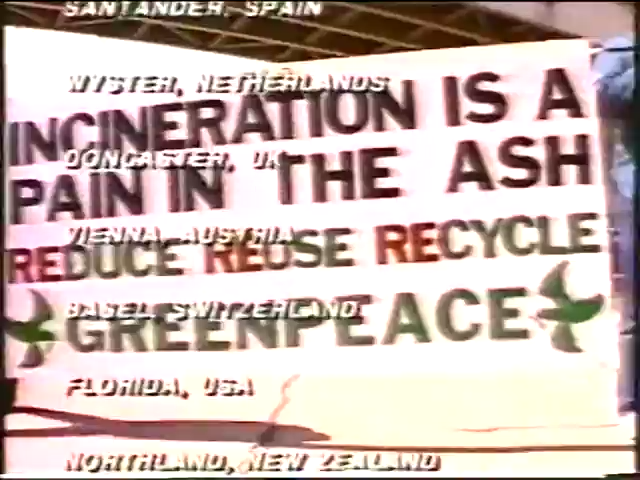 SANTANDER, SPAIN
WYSTER, NETHERLANDS
INCINERATION IS A
DONCASTER, UK
PAIN IN THE ASH
VIENNA, AUSTRIA
REDUCE REUSE RECYCLE
BASEL, SWITZERLAND
GREENPEACE
FLORIDA, USA
NORTHLAND, NEW ZEALAND